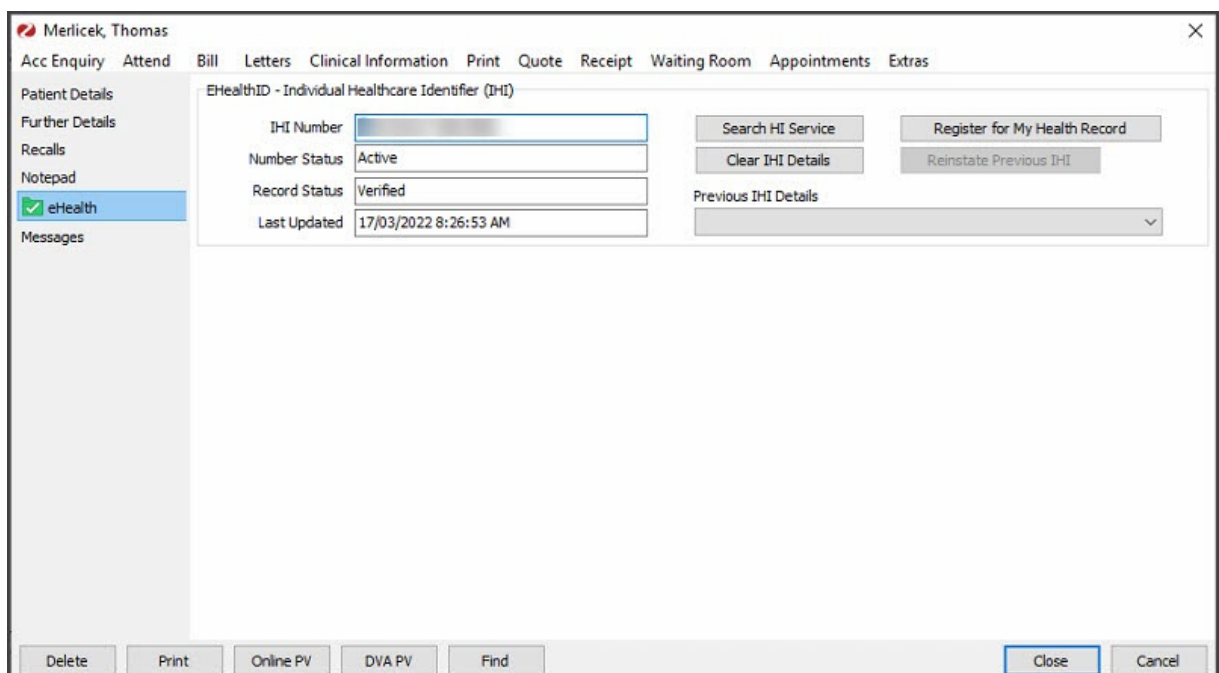 Merlicek, Thomas
Acc Enquiry Attend Bill Letters Clinical Information Print Quote Receipt Waiting Room Appointments Extras
Patient Details
Further Details
Recalls
Notepad
eHealth
Messages
EHealthID - Individual Healthcare Identifier (IHI)
IHI Number
Number Status Active
Record Status Verified
Last Updated 17/03/2022 8:26:53 AM
Search HI Service Register for My Health Record
Clear IHI Details Reinstate Previous IHI
Previous IHI Details
Delete Print Online PV DVA PV Find Close Cancel